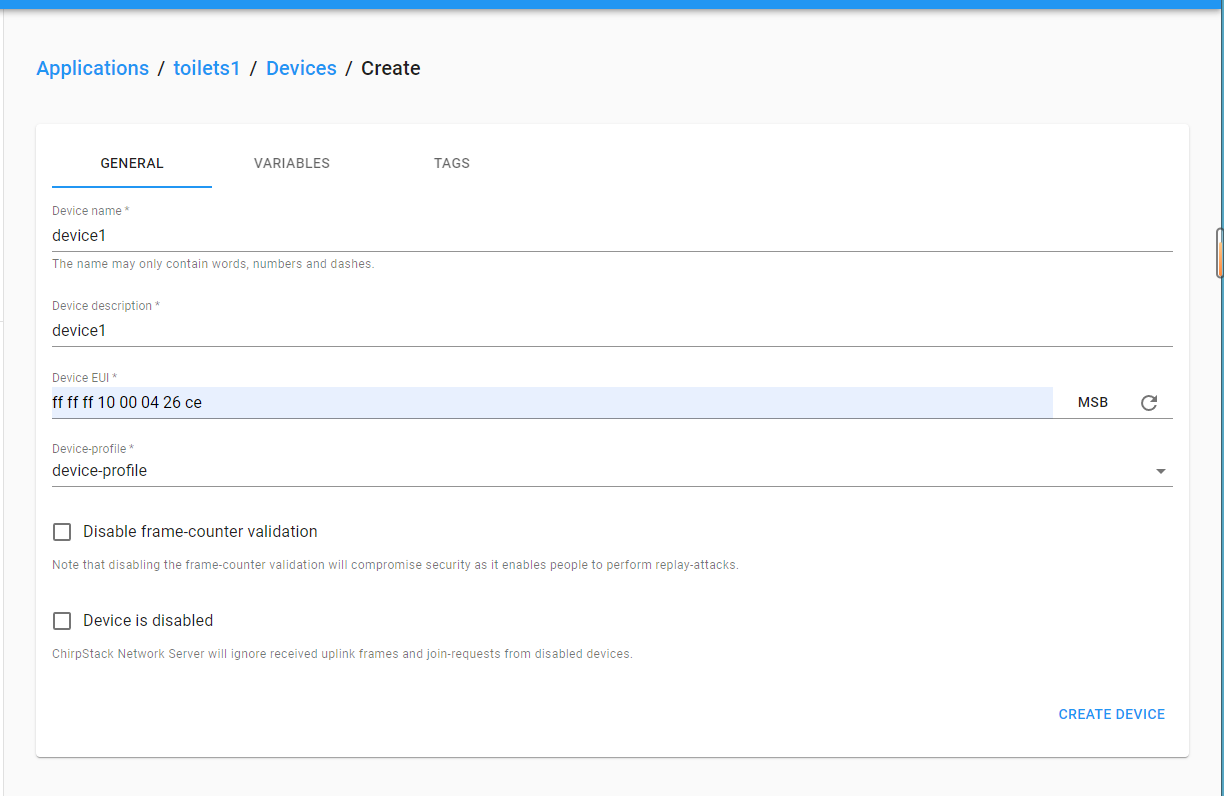 Applications / toilets1 / Devices / Create
GENERAL VARIABLES TAGS
Device name *
device1
The name may only contain words, numbers and dashes.
Device description *
device1
Device EUI *
ff ff ff 10 00 04 26 ce MSB
Device-profile *
device-profile
Disable frame-counter validation
Note that disabling the frame-counter validation will compromise security as it enables people to perform replay-attacks.
Device is disabled
ChirpStack Network Server will ignore received uplink frames and join-requests from disabled devices.
CREATE DEVICE